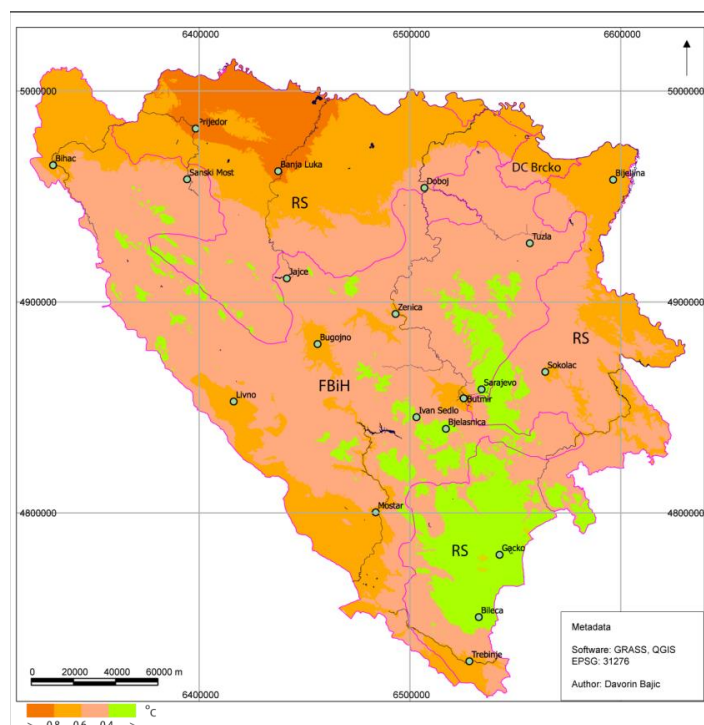 6400000 6500000 6600000
5000000 5000000
Prijedor
Bihac
Banja Luka
DC Brcko
Sanski Most
Doboj
Bijeljina
RS
Tuzla
Jajce
4900000 4900000
Zenica
Bugojno
RS
Sokolac
FBiH
Sarajevo
Livno
Butmir
Ivan Sedlo
Bjelasnica
4800000 4800000
Mostar
RS
Gacko
Bileca
Metadata
Software: GRASS, QGIS
EPSG: 31276
Author: Davorin Bajic
Trebinje
0 20000 40000 60000 m
6400000 6500000
> 0.8 0.6 0.4 > °C